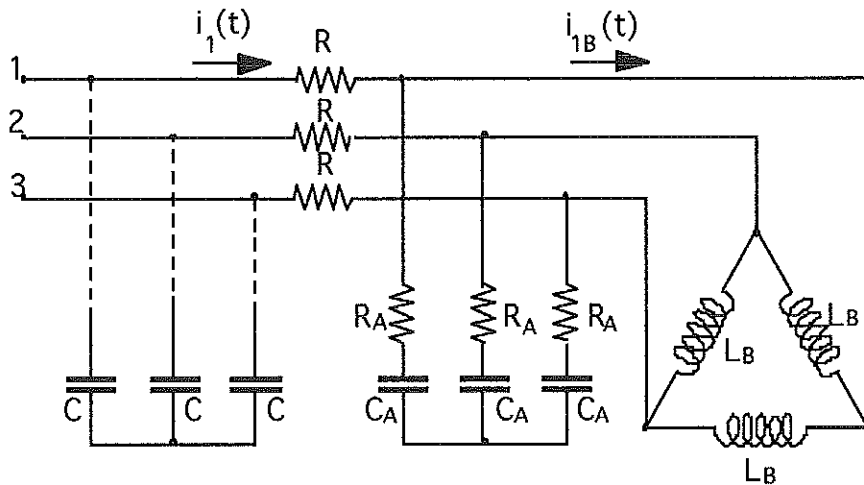 i1(t) R i1B(t)
1
2 R
3 R
RA RA RA
LB LB
C C C CA CA CA
LB